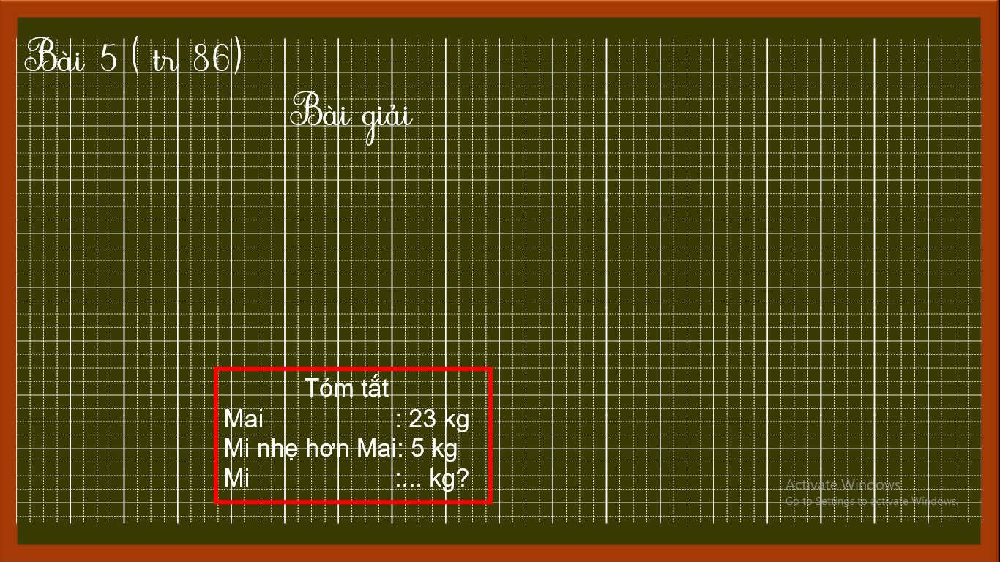 Bài 5 ( tr 86)
Bài giải
Tóm tắt
Mai : 23 kg
Mi nhẹ hơn Mai: 5 kg
Mi :... kg?
Activate Windows
Go to Settings to activate Windows.